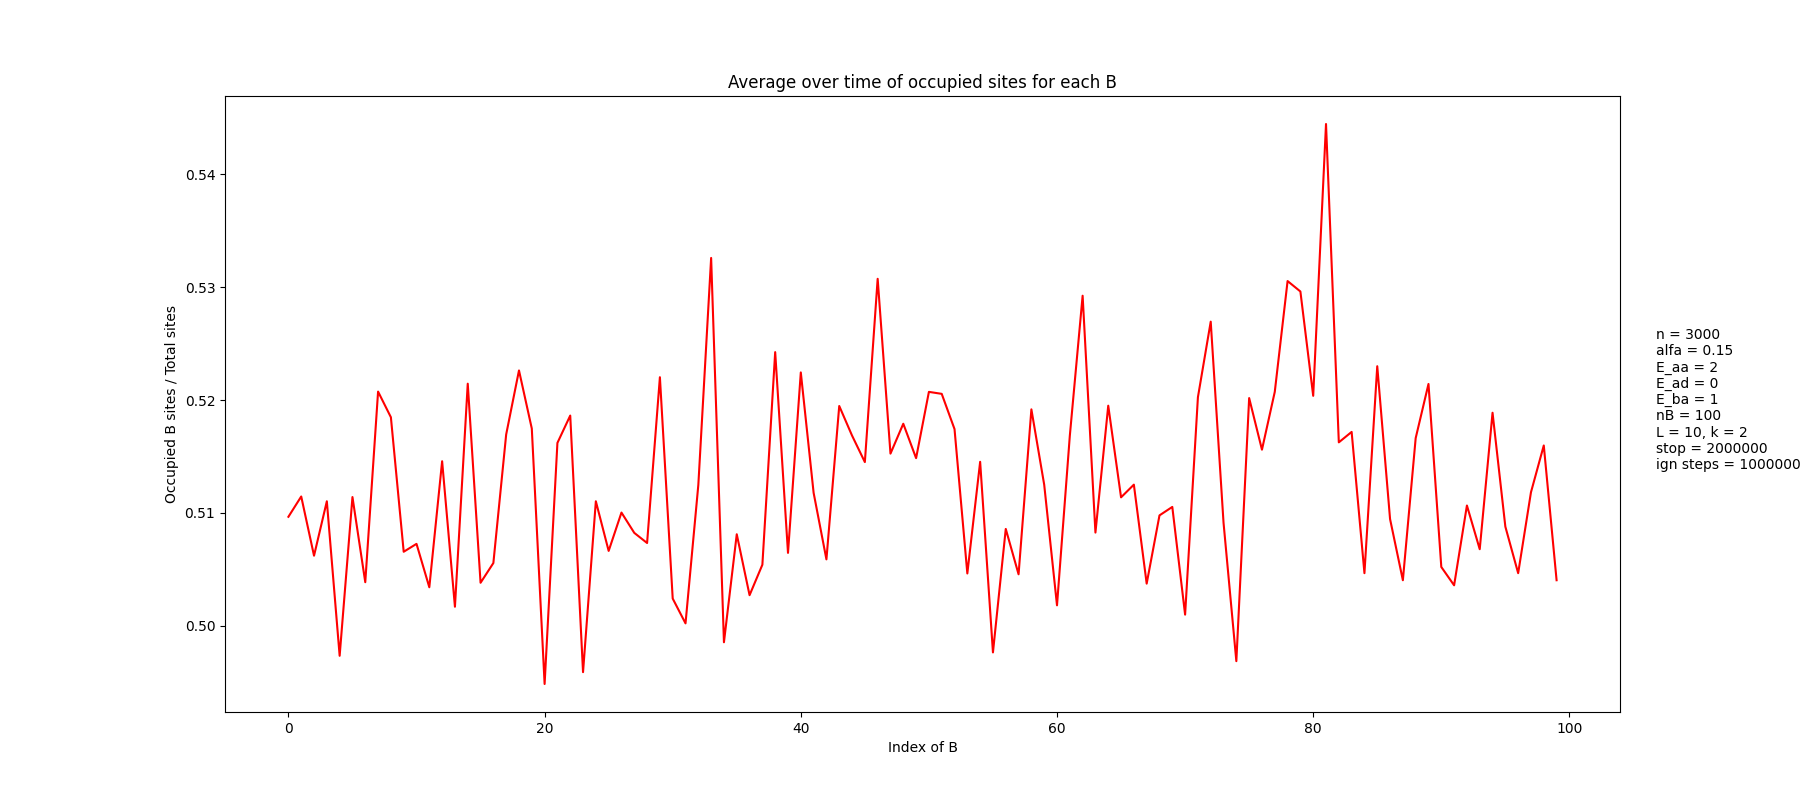 Average over time of occupied sites for each B
0.54
0.53
0.52
0.51
0.50
Occupied B sites / Total sites
0 20 40 60 80 100
Index of B
n = 3000
alfa = 0.15
E_aa = 2
E_ad = 0
E_ba = 1
nB = 100
L = 10, k = 2
stop = 2000000
ign steps = 1000000